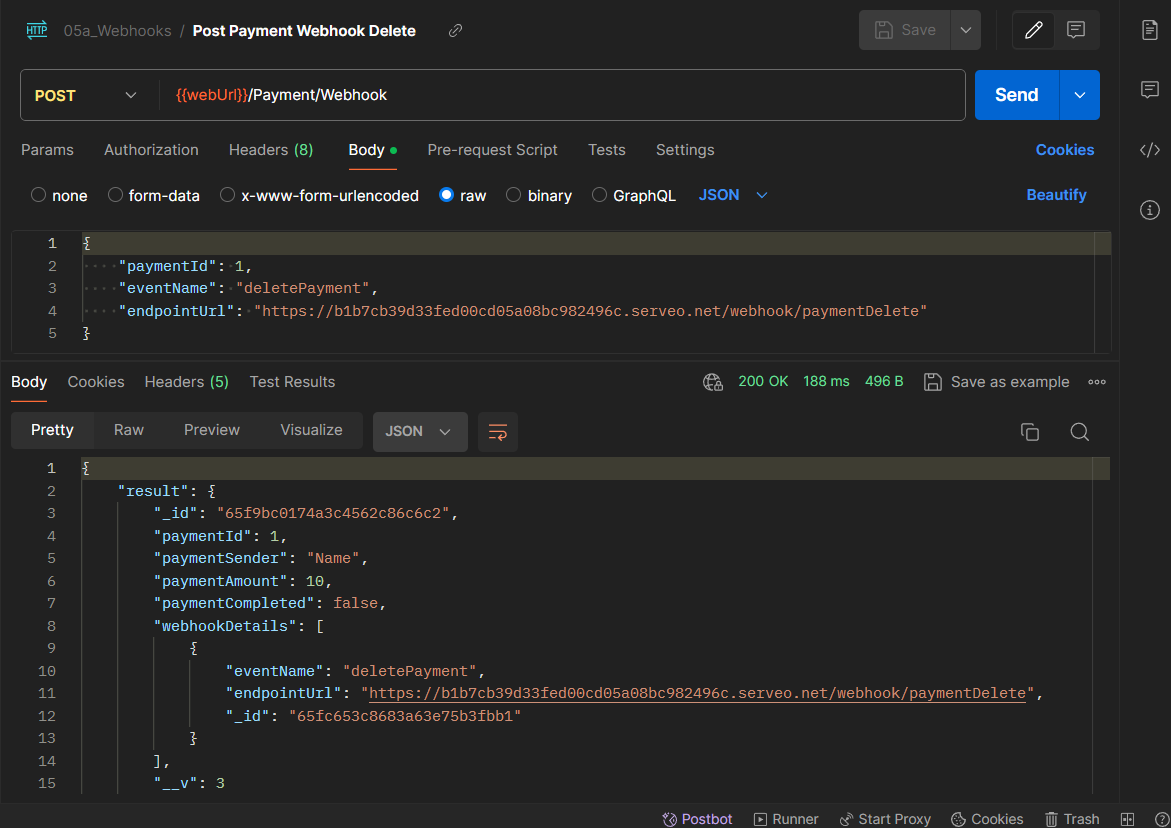 HTTP 05a_Webhooks / Post Payment Webhook Delete Save
POST {{webUrl}}/Payment/Webhook Send
Params Authorization Headers (8) Body Pre-request Script Tests Settings Cookies
none form-data x-www-form-urlencoded raw binary GraphQL JSON Beautify
1 {
2 ····"paymentId":·1,
3 ····"eventName":·"deletePayment",
4 ····"endpointUrl":·"https://b1b7cb39d33fed00cd05a08bc982496c.serveo.net/webhook/paymentDelete"
5 }
Body Cookies Headers (5) Test Results 200 OK 188 ms 496 B Save as example
Pretty Raw Preview Visualize JSON
1 {
2 "result": {
3 "_id": "65f9bc0174a3c4562c86c6c2",
4 "paymentId": 1,
5 "paymentSender": "Name",
6 "paymentAmount": 10,
7 "paymentCompleted": false,
8 "webhookDetails": [
9 {
10 "eventName": "deletePayment",
11 "endpointUrl": "https://b1b7cb39d33fed00cd05a08bc982496c.serveo.net/webhook/paymentDelete",
12 "_id": "65fc653c8683a63e75b3fbb1"
13 }
14 ],
15 "__v": 3
Postbot Runner Start Proxy Cookies Trash